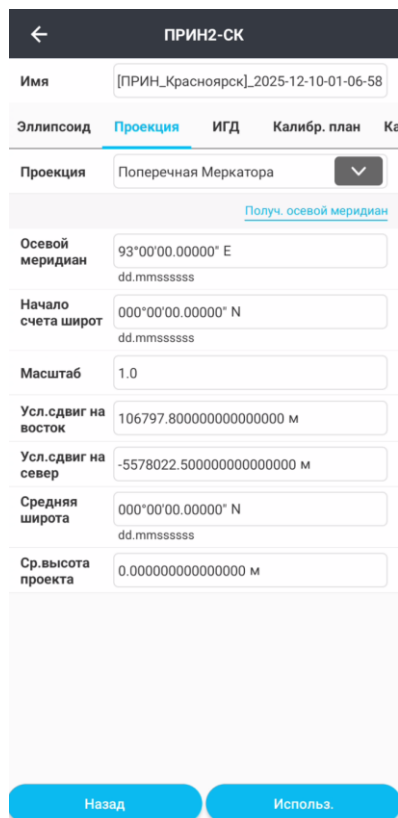 ПРИН2-СК
Имя
[ПРИН_Красноярск]_2025-12-10-01-06-58
Эллипсоид Проекция ИГД Калибр. план Ка
Проекция
Поперечная Меркатора
Получ. осевой меридиан
Осевой
меридиан
93°00'00.00000" E
dd.mmssssss
Начало
счета широт
000°00'00.00000" N
dd.mmssssss
Масштаб
1.0
Усл.сдвиг на
восток
106797.800000000000000 м
Усл.сдвиг на
север
-5578022.500000000000000 м
Средняя
широта
000°00'00.00000" N
dd.mmssssss
Ср.высота
проекта
0.000000000000000 м
Назад
Использ.